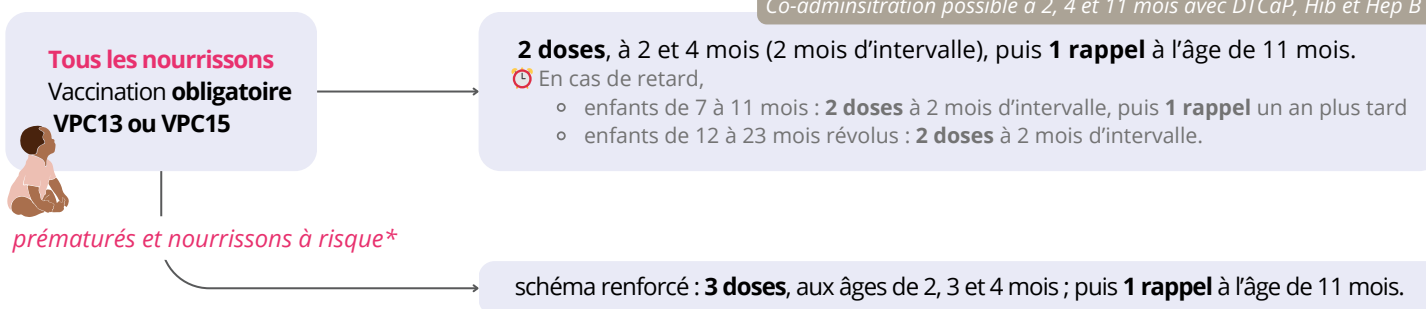 Co-adminsitration possible à 2, 4 et 11 mois avec DTCaP, Hib et Hep B
Tous les nourrissons
Vaccination obligatoire
VPC13 ou VPC15
2 doses, à 2 et 4 mois (2 mois d’intervalle), puis 1 rappel à l’âge de 11 mois.
En cas de retard,
enfants de 7 à 11 mois : 2 doses à 2 mois d’intervalle, puis 1 rappel un an plus tard
enfants de 12 à 23 mois révolus : 2 doses à 2 mois d’intervalle.
prématurés et nourrissons à risque*
schéma renforcé : 3 doses, aux âges de 2, 3 et 4 mois ; puis 1 rappel à l’âge de 11 mois.